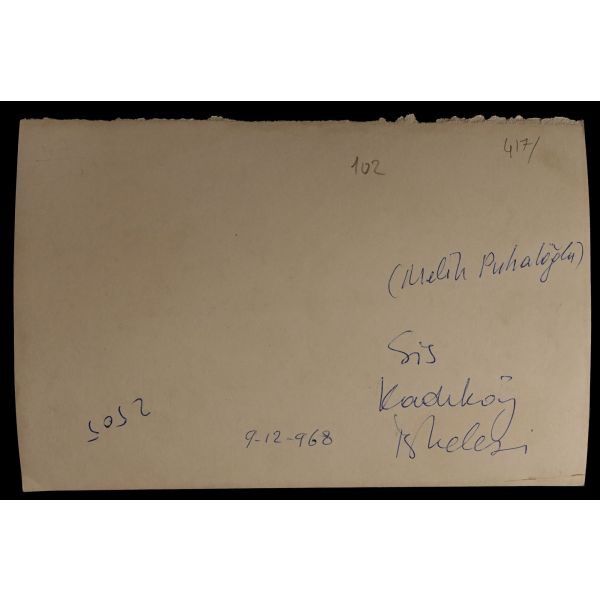 102
417/
(Melih Puhaloğlu)
Sis
Kadıköy
İskelesi
5052
9-12-968